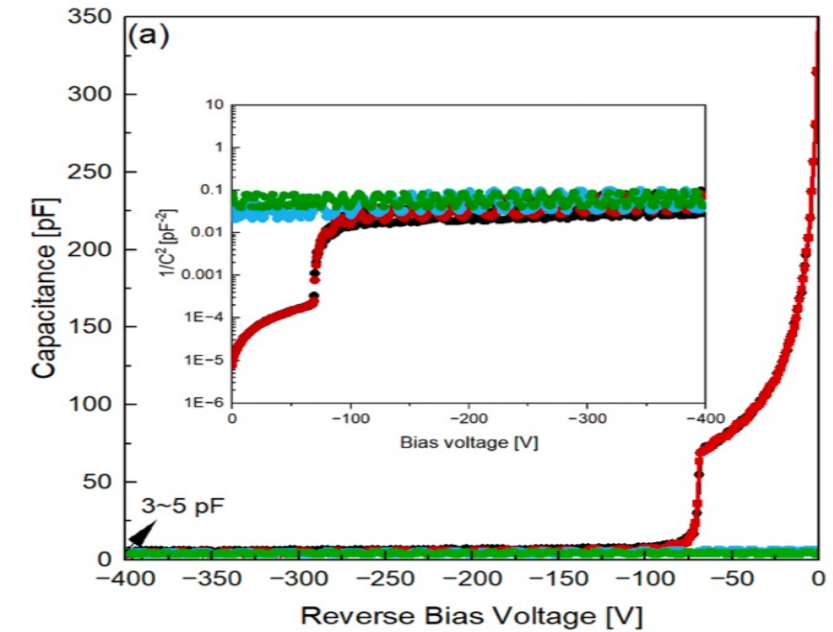 (a)
350
300
250
200
150
100
50
0
Capacitance [pF]
10
1
0.1
0.01
0.001
1E−4
1E−5
1E−6
1/C² [pF⁻²]
0 −100 −200 −300 −400
Bias voltage [V]
3~5 pF
−400 −350 −300 −250 −200 −150 −100 −50 0
Reverse Bias Voltage [V]